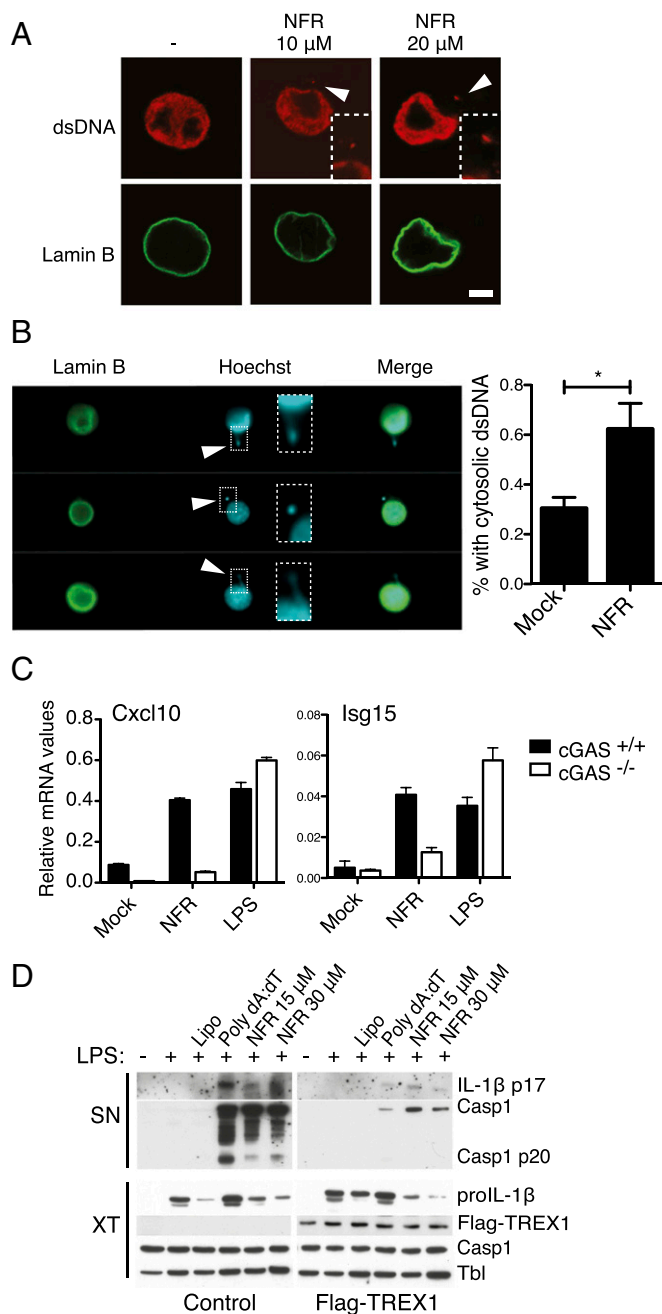 A
-
NFR
10 µM
NFR
20 µM
dsDNA
Lamin B
B
Lamin B
Hoechst
Merge
% with cytosolic dsDNA
0.8
0.6
0.4
0.2
0.0
*
Mock
NFR
C
Cxcl10
Relative mRNA values
0.8
0.6
0.4
0.2
0.0
Mock
NFR
LPS
Isg15
0.08
0.06
0.04
0.02
0.00
Mock
NFR
LPS
cGAS +/+
cGAS -/-
D
Lipo
Poly dA:dT
NFR 15 µM
NFR 30 µM
Lipo
Poly dA:dT
NFR 15 µM
NFR 30 µM
LPS: - + + + + + - + + + + +
SN
IL-1β p17
Casp1
Casp1 p20
XT
proIL-1β
Flag-TREX1
Casp1
Tbl
Control
Flag-TREX1